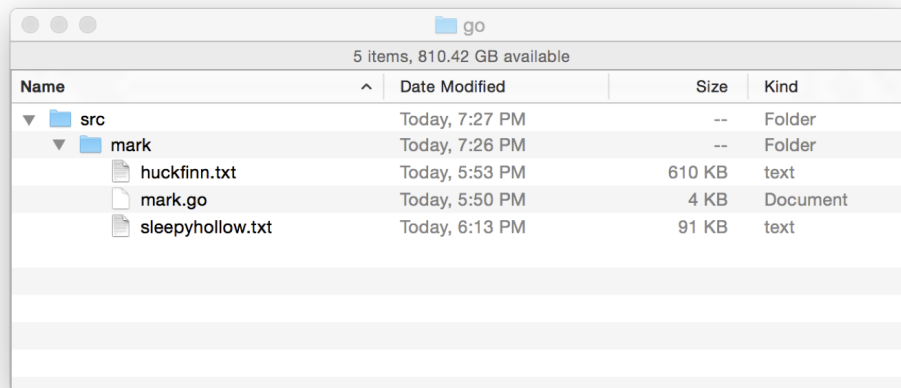 go
5 items, 810.42 GB available
Name Date Modified Size Kind
src Today, 7:27 PM -- Folder
mark Today, 7:26 PM -- Folder
huckfinn.txt Today, 5:53 PM 610 KB text
mark.go Today, 5:50 PM 4 KB Document
sleepyhollow.txt Today, 6:13 PM 91 KB text